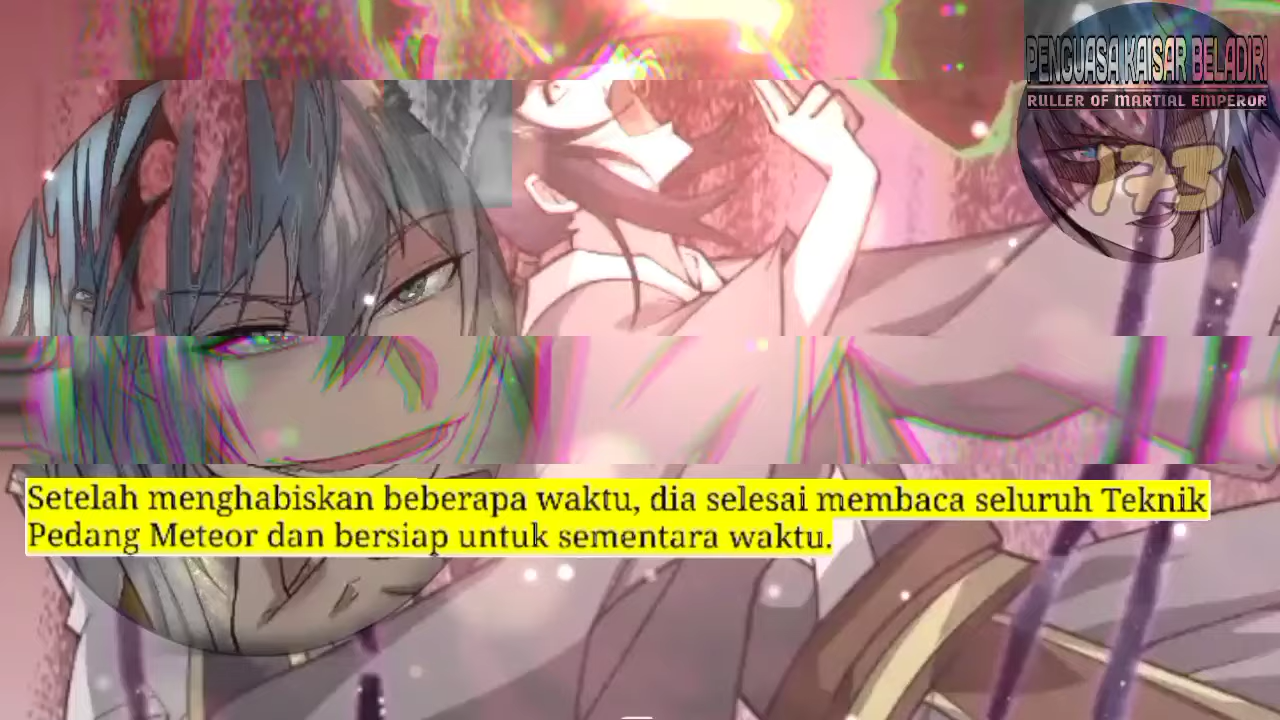 PENGUASA KAISAR BELADIRI
RULLER OF MARTIAL EMPEROR
173
Setelah menghabiskan beberapa waktu, dia selesai membaca seluruh Teknik
Pedang Meteor dan bersiap untuk sementara waktu.